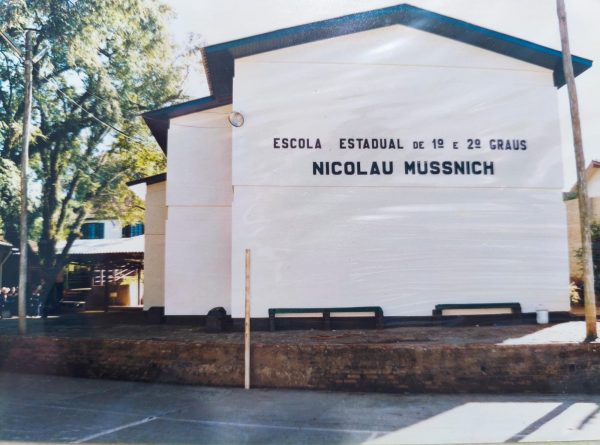 ESCOLA ESTADUAL DE 1º E 2º GRAUS
NICOLAU MUSSNICH